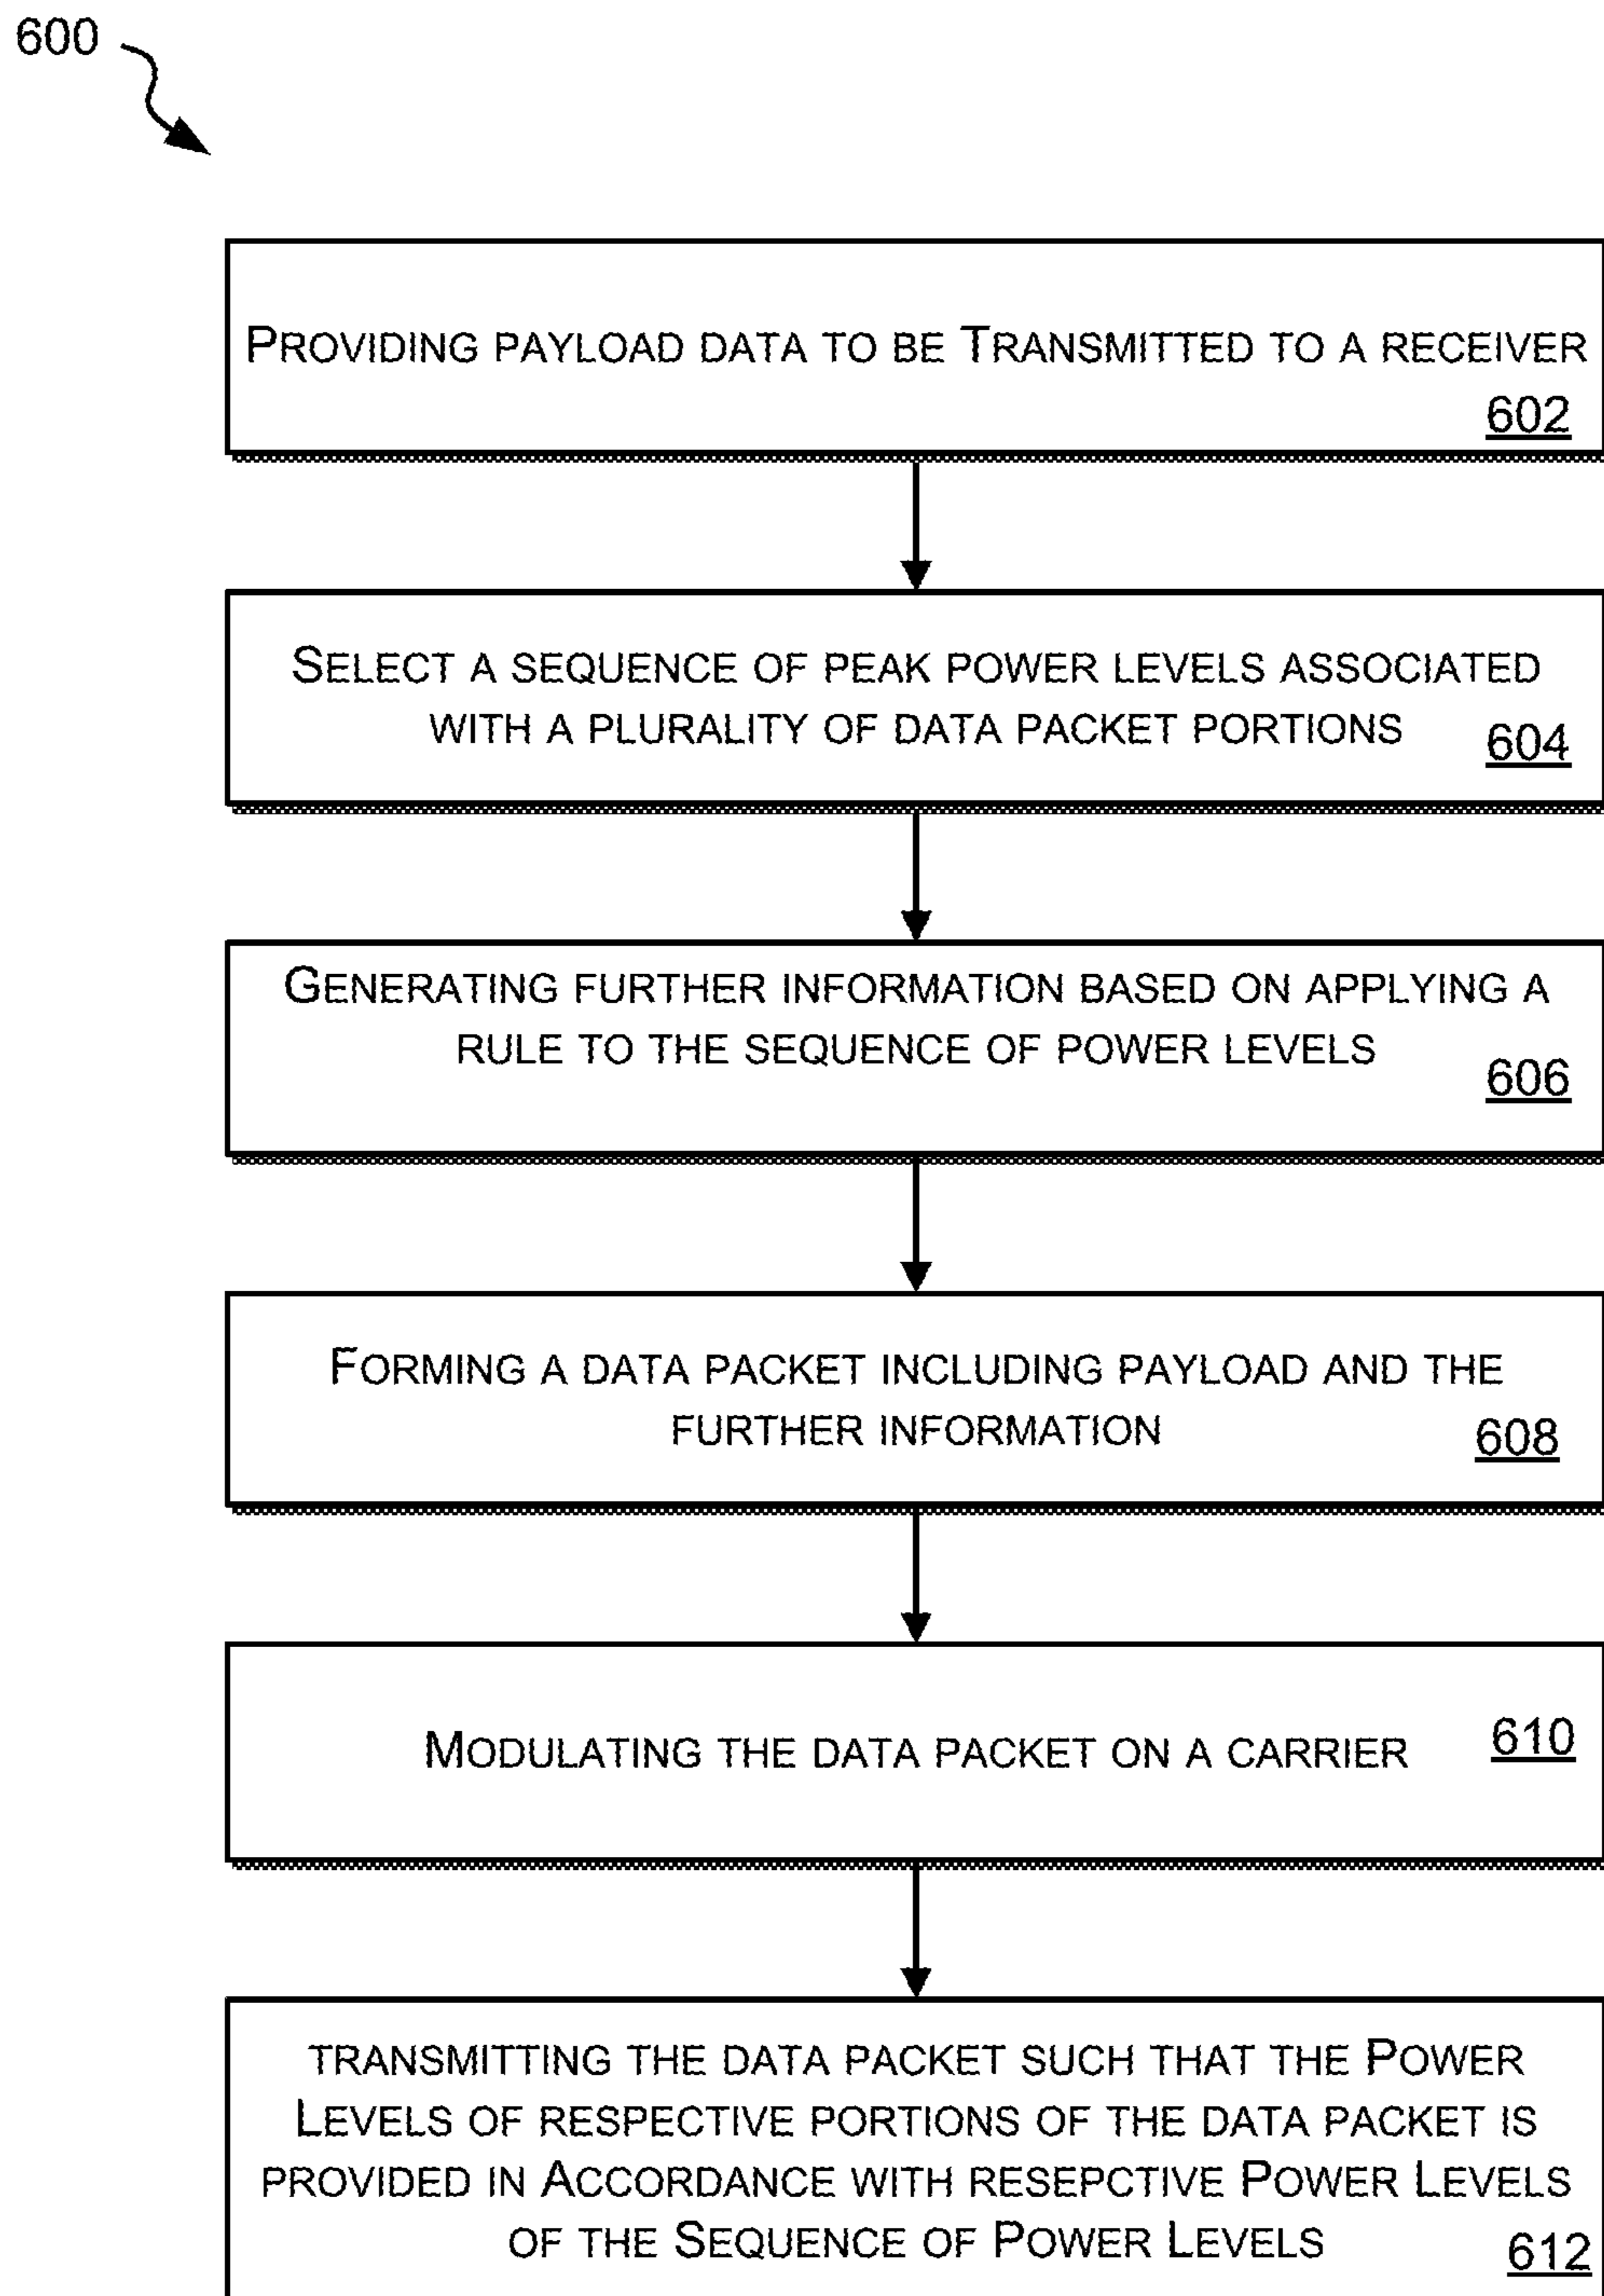 600
PROVIDING PAYLOAD DATA TO BE TRANSMITTED TO A RECEIVER
602
SELECT A SEQUENCE OF PEAK POWER LEVELS ASSOCIATED
WITH A PLURALITY OF DATA PACKET PORTIONS
604
GENERATING FURTHER INFORMATION BASED ON APPLYING A
RULE TO THE SEQUENCE OF POWER LEVELS
606
FORMING A DATA PACKET INCLUDING PAYLOAD AND THE
FURTHER INFORMATION
608
MODULATING THE DATA PACKET ON A CARRIER
610
TRANSMITTING THE DATA PACKET SUCH THAT THE POWER
LEVELS OF RESPECTIVE PORTIONS OF THE DATA PACKET IS
PROVIDED IN ACCORDANCE WITH RESEPCTIVE POWER LEVELS
OF THE SEQUENCE OF POWER LEVELS
612